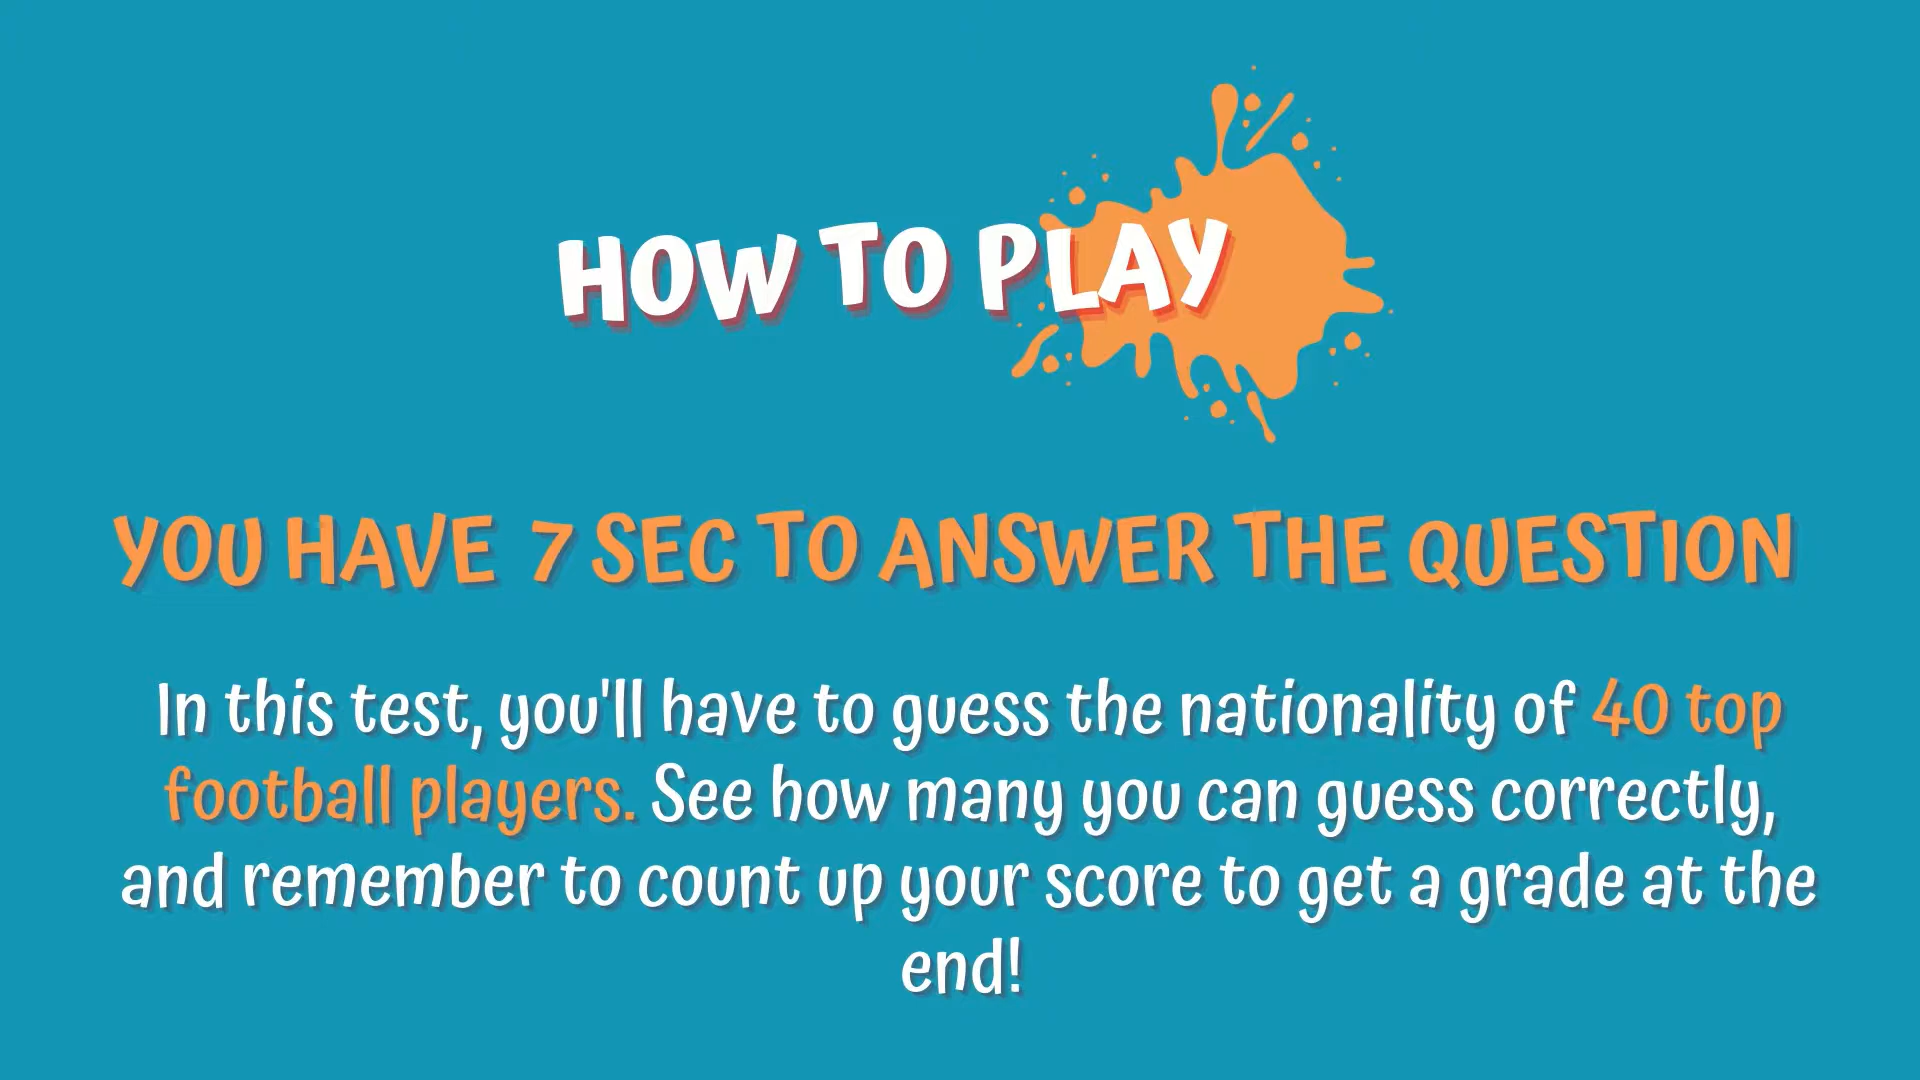 HOW TO PLAY
YOU HAVE 7 SEC TO ANSWER THE QUESTION
In this test, you'll have to guess the nationality of 40 top
football players. See how many you can guess correctly,
and remember to count up your score to get a grade at the
end!